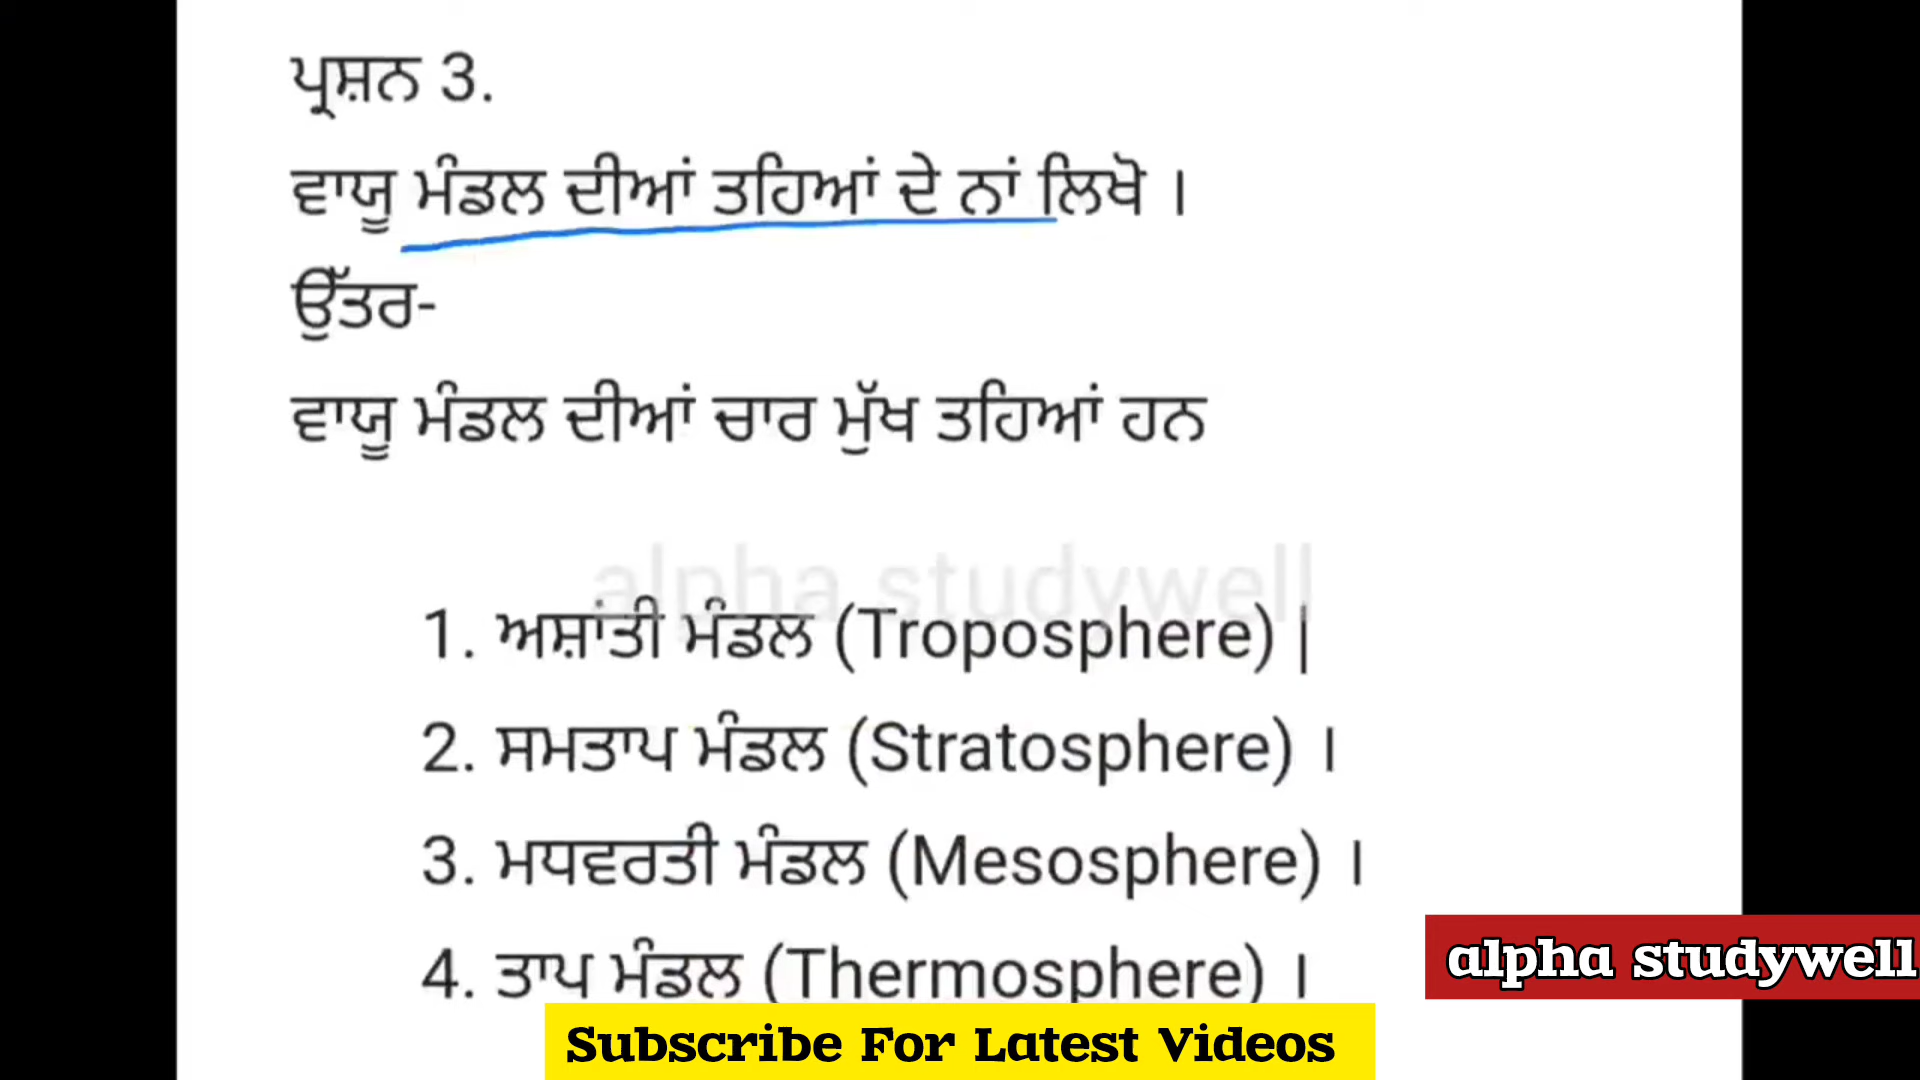 ਪ੍ਰਸ਼ਨ 3.
ਵਾਯੂ ਮੰਡਲ ਦੀਆਂ ਤਹਿਆਂ ਦੇ ਨਾਂ ਲਿਖੋ ।
ਉੱਤਰ-
ਵਾਯੂ ਮੰਡਲ ਦੀਆਂ ਚਾਰ ਮੁੱਖ ਤਹਿਆਂ ਹਨ
alpha studywell
1. ਅਸ਼ਾਂਤੀ ਮੰਡਲ (Troposphere) |
2. ਸਮਤਾਪ ਮੰਡਲ (Stratosphere) ।
3. ਮਧਵਰਤੀ ਮੰਡਲ (Mesosphere) ।
4. ਤਾਪ ਮੰਡਲ (Thermosphere) ।
alpha studywell
Subscribe For Latest Videos